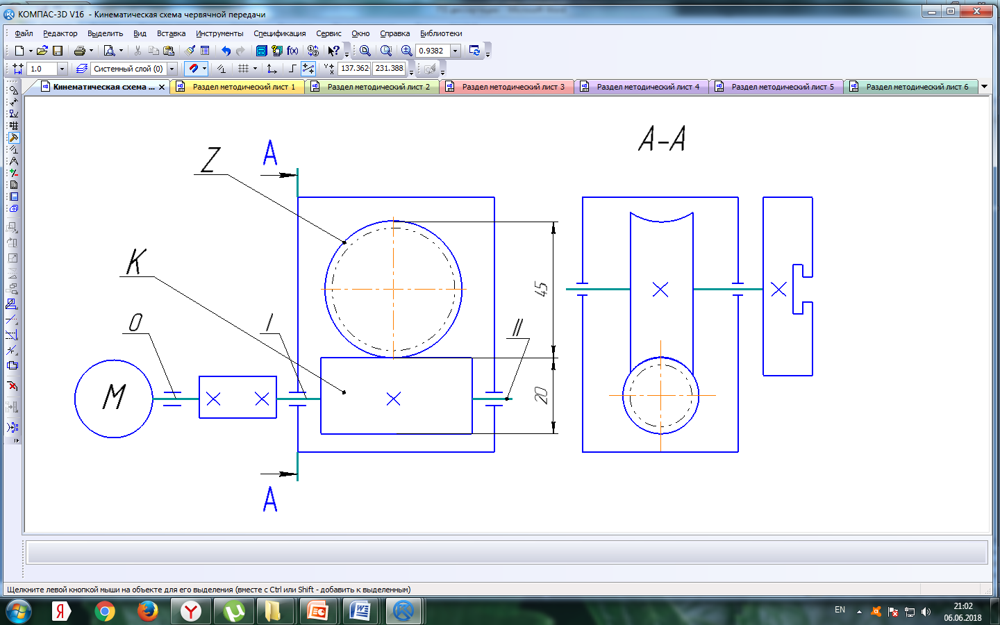 КОМПАС-3D V16 - Кинематическая схема червячной передачи
Файл Редактор Выделить Вид Вставка Инструменты Спецификация Сервис Окно Справка Библиотеки
f(x) 0.9382
1.0 Системный слой (0) 137.362 231.388
Кинематическая схема ... Раздел методический лист 1 Раздел методический лист 2 Раздел методический лист 3 Раздел методический лист 4 Раздел методический лист 5 Раздел методический лист 6
А-А
А
Z
K
45
O
I
II
M
20
А
Щелкните левой кнопкой мыши на объекте для его выделения (вместе с Ctrl или Shift - добавить к выделенным)
EN
21:02
06.06.2018